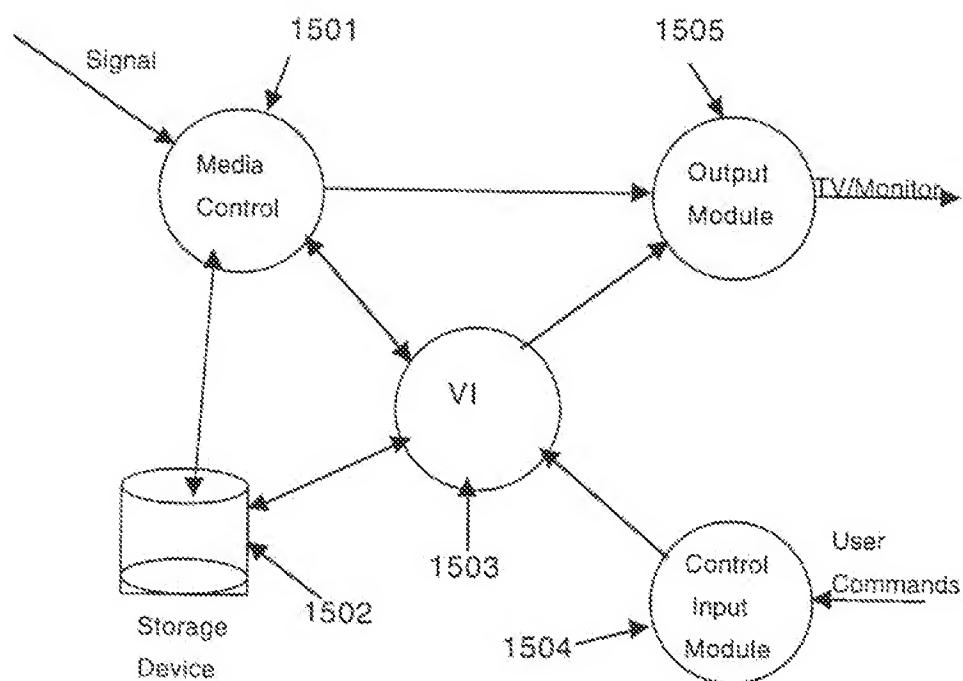 1501
1505
Signal
Media
Control
Output
Module
TV/Monitor
VI
1503
1502
Storage
Device
User
Commands
Control
Input
Module
1504